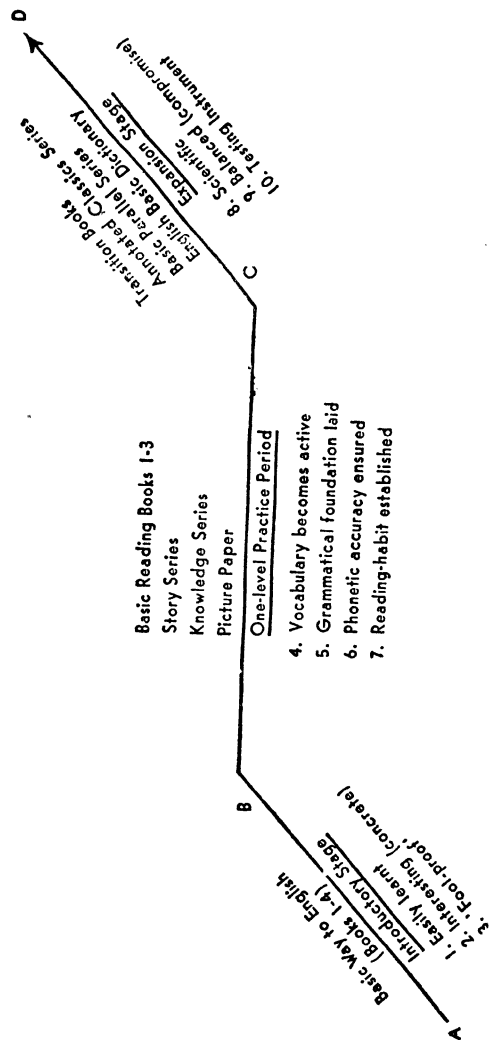 A
Basic Way to English
(Books 1-4)
Introductory Stage
1. Easily learnt
2. Interesting (concrete)
3. "Fool-proof"
B
Basic Reading Books 1-3
Story Series
Knowledge Series
Picture Paper
One-level Practice Period
4. Vocabulary becomes active
5. Grammatical foundation laid
6. Phonetic accuracy ensured
7. Reading-habit established
C
Transition Books
Annotated Classics Series
Basic Perallel Series
English Basic Dictionary
Expansion Stage
8. Scientific
9. Balanced (compromise)
10. Testing Instrument
D